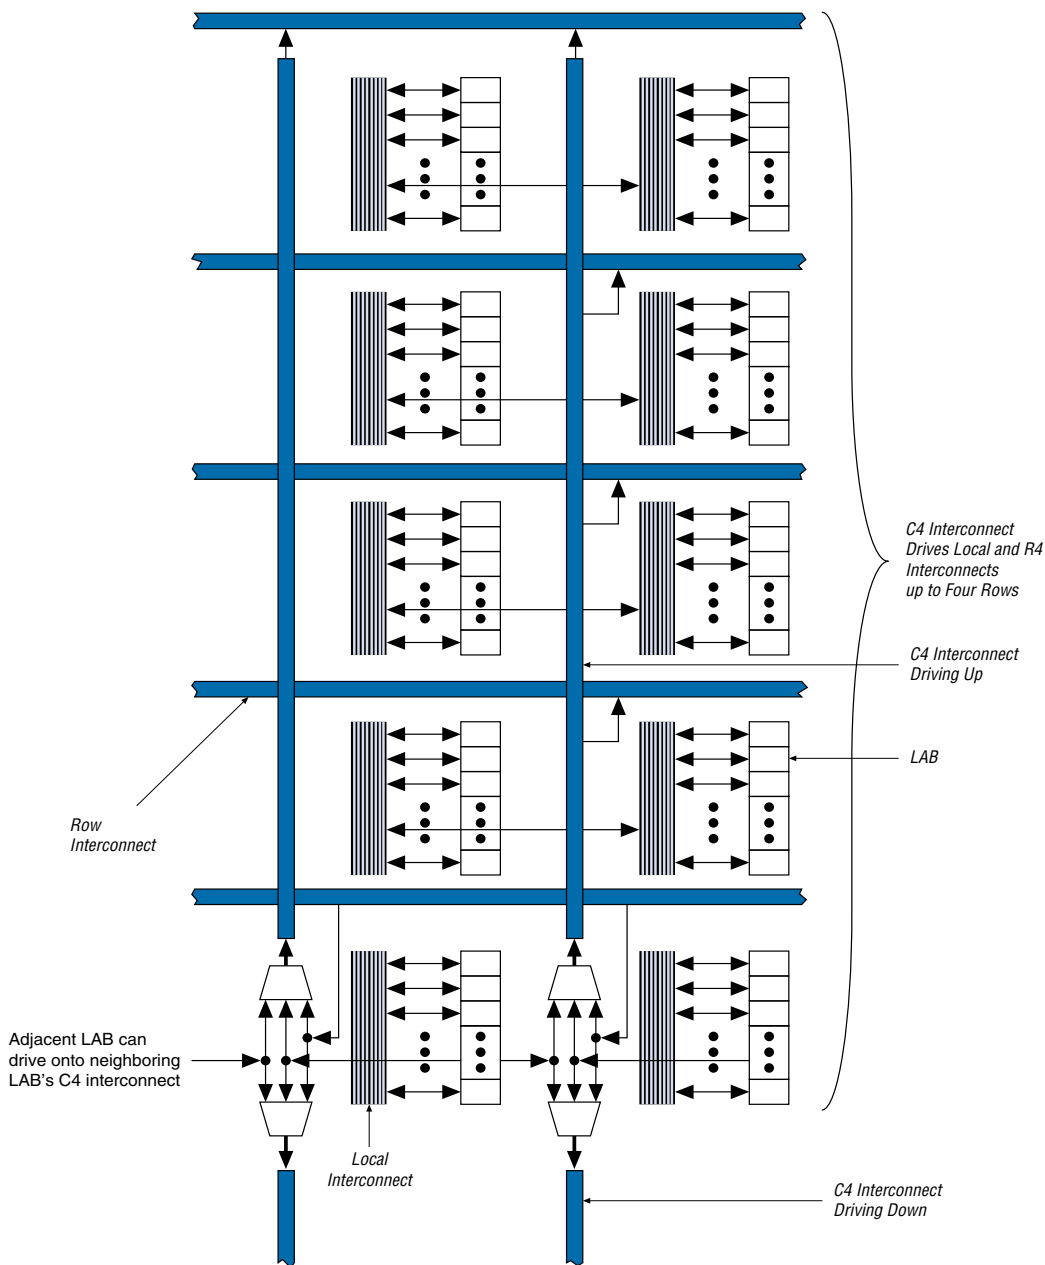 C4 Interconnect
Drives Local and R4
Interconnects
up to Four Rows
C4 Interconnect
Driving Up
LAB
Row
Interconnect
Adjacent LAB can
drive onto neighboring
LAB's C4 interconnect
Local
Interconnect
C4 Interconnect
Driving Down